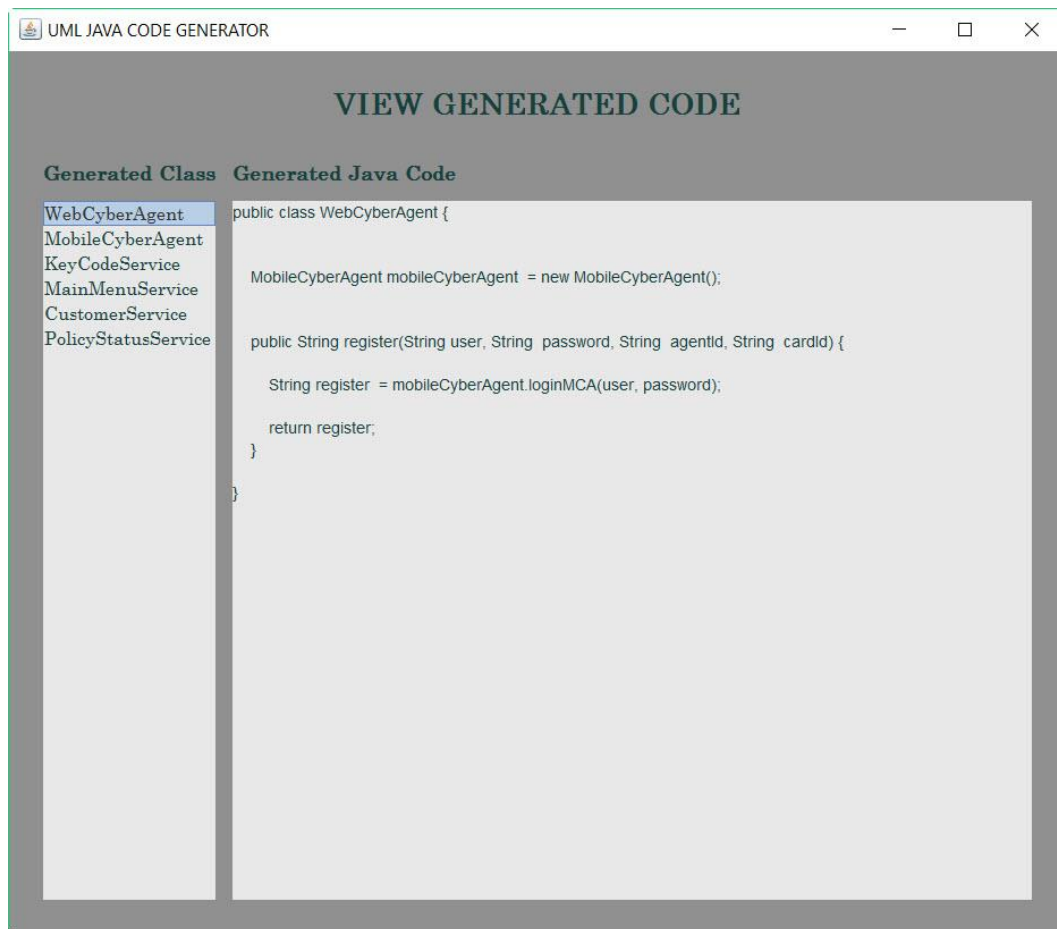 UML JAVA CODE GENERATOR
VIEW GENERATED CODE
Generated Class
WebCyberAgent
MobileCyberAgent
KeyCodeService
MainMenuService
CustomerService
PolicyStatusService
Generated Java Code
public class WebCyberAgent {
MobileCyberAgent mobileCyberAgent  = new MobileCyberAgent();
public String register(String user, String  password, String  agentId, String  cardId) {
String register  = mobileCyberAgent.loginMCA(user, password);
return register;
}
}